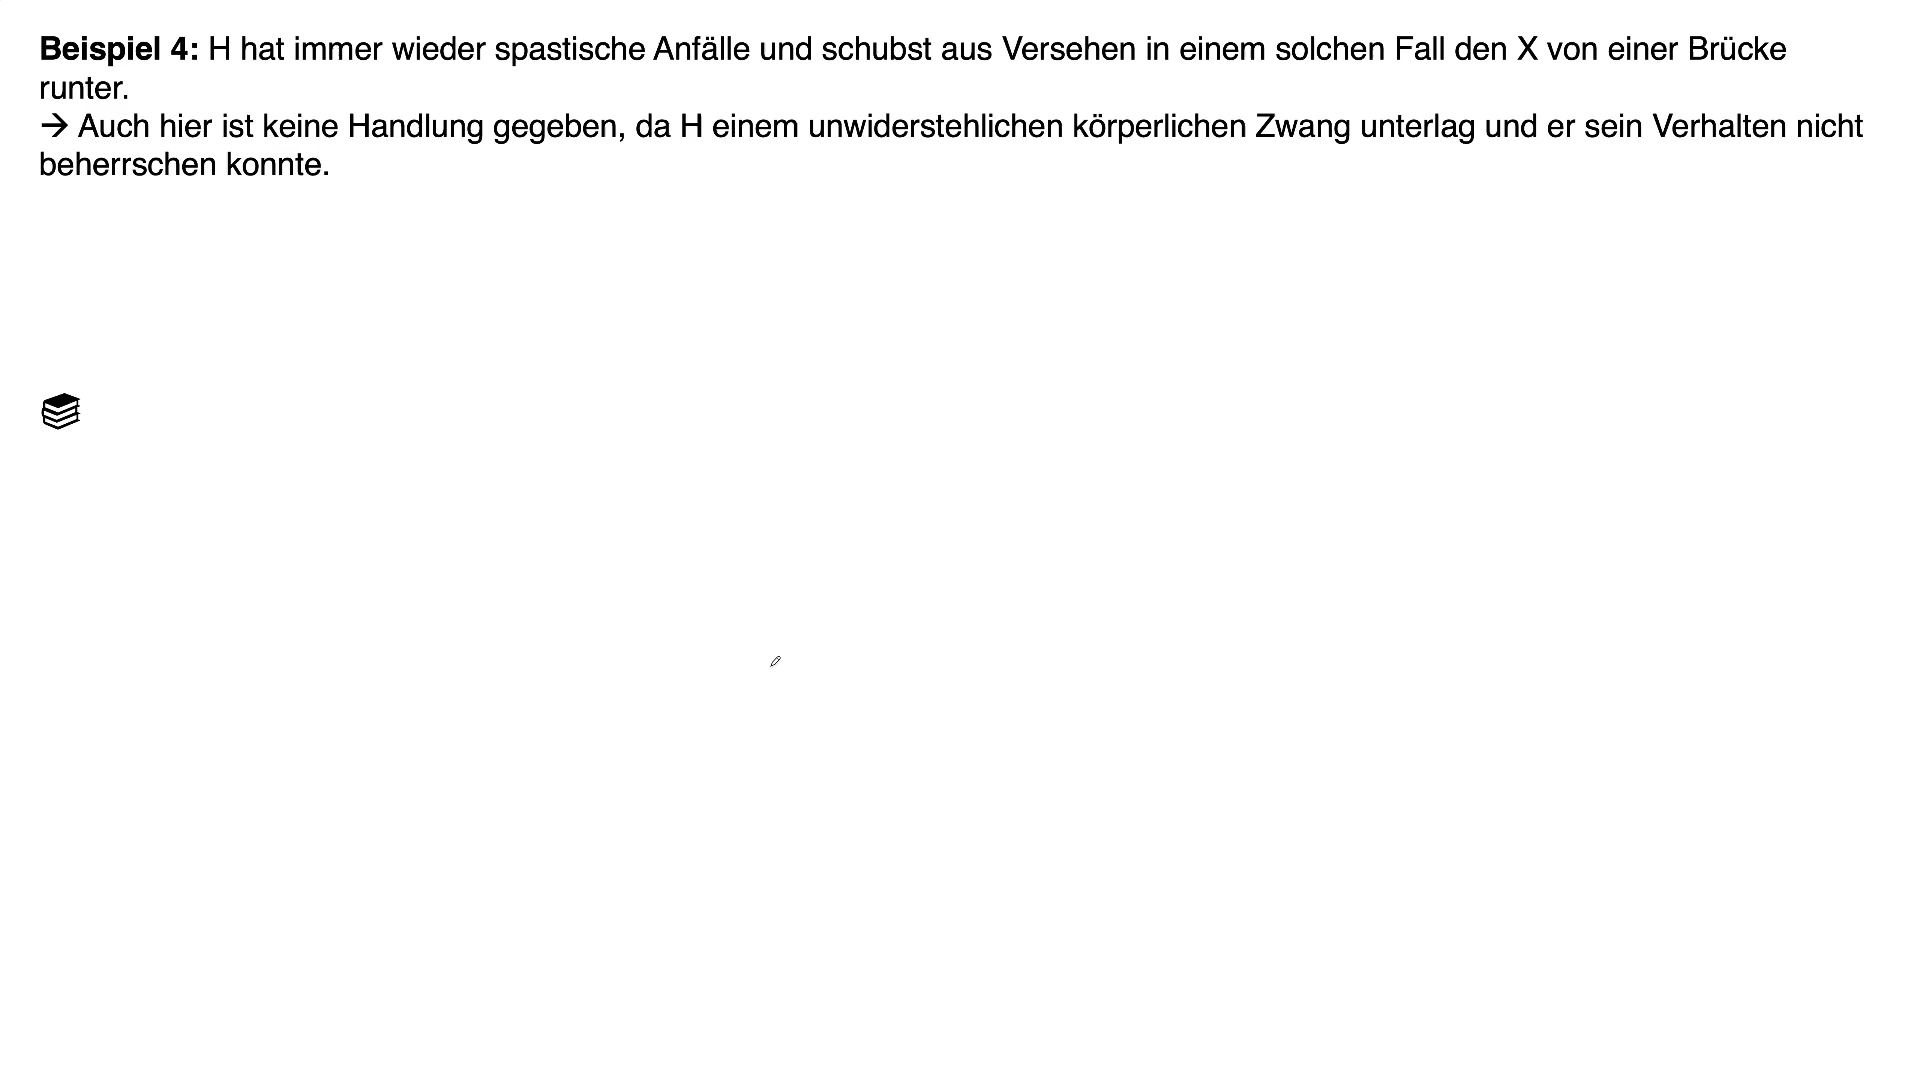 Beispiel 4: H hat immer wieder spastische Anfälle und schubst aus Versehen in einem solchen Fall den X von einer Brücke
runter.
→ Auch hier ist keine Handlung gegeben, da H einem unwiderstehlichen körperlichen Zwang unterlag und er sein Verhalten nicht
beherrschen konnte.